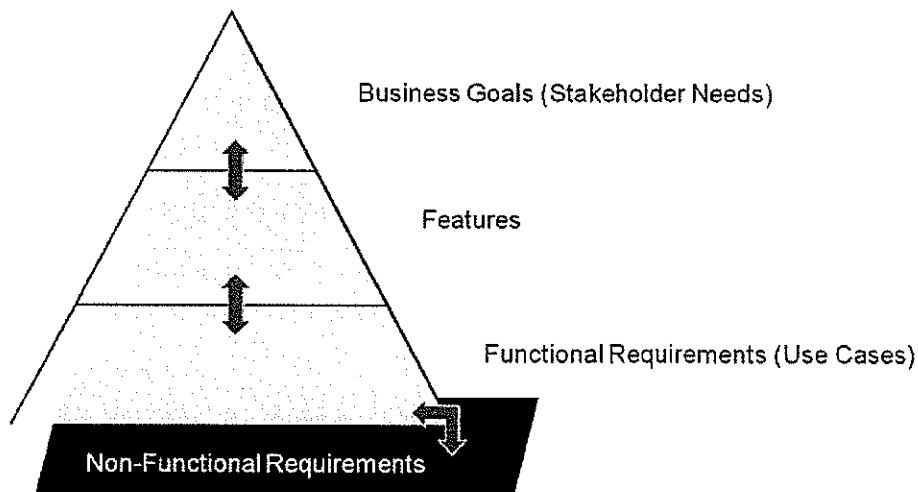 Business Goals (Stakeholder Needs)
Features
Functional Requirements (Use Cases)
Non-Functional Requirements